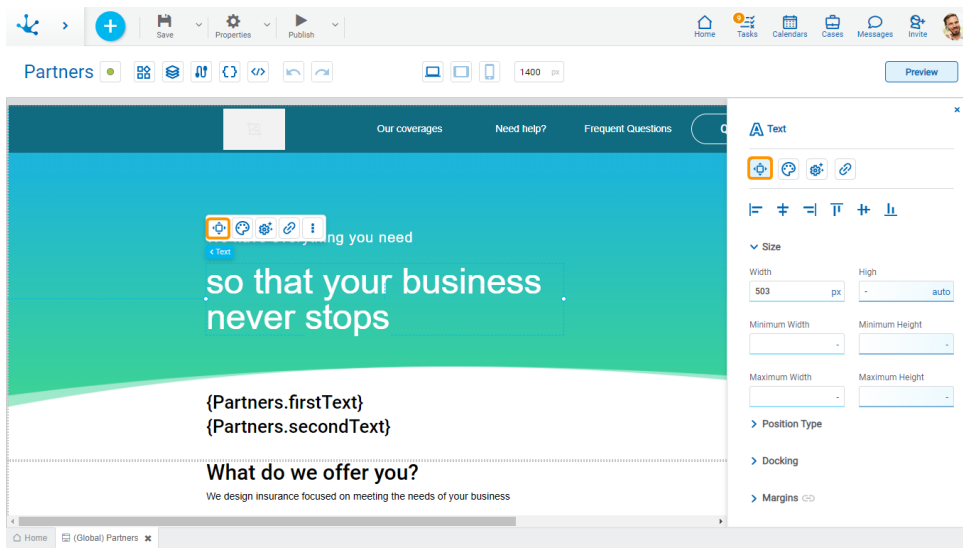 Save
Properties
Publish
Home
9
Tasks
Calendars
Cases
Messages
Invite
Partners
1400 px
Preview
Our coverages
Need help?
Frequent Questions
Text
you need
< Text
so that your business
never stops
Size
Width
High
503 px
- auto
Minimum Width
Minimum Height
-
-
Maximum Width
Maximum Height
-
-
Position Type
Docking
Margins
{Partners.firstText}
{Partners.secondText}
What do we offer you?
We design insurance focused on meeting the needs of your business
Home
(Global) Partners